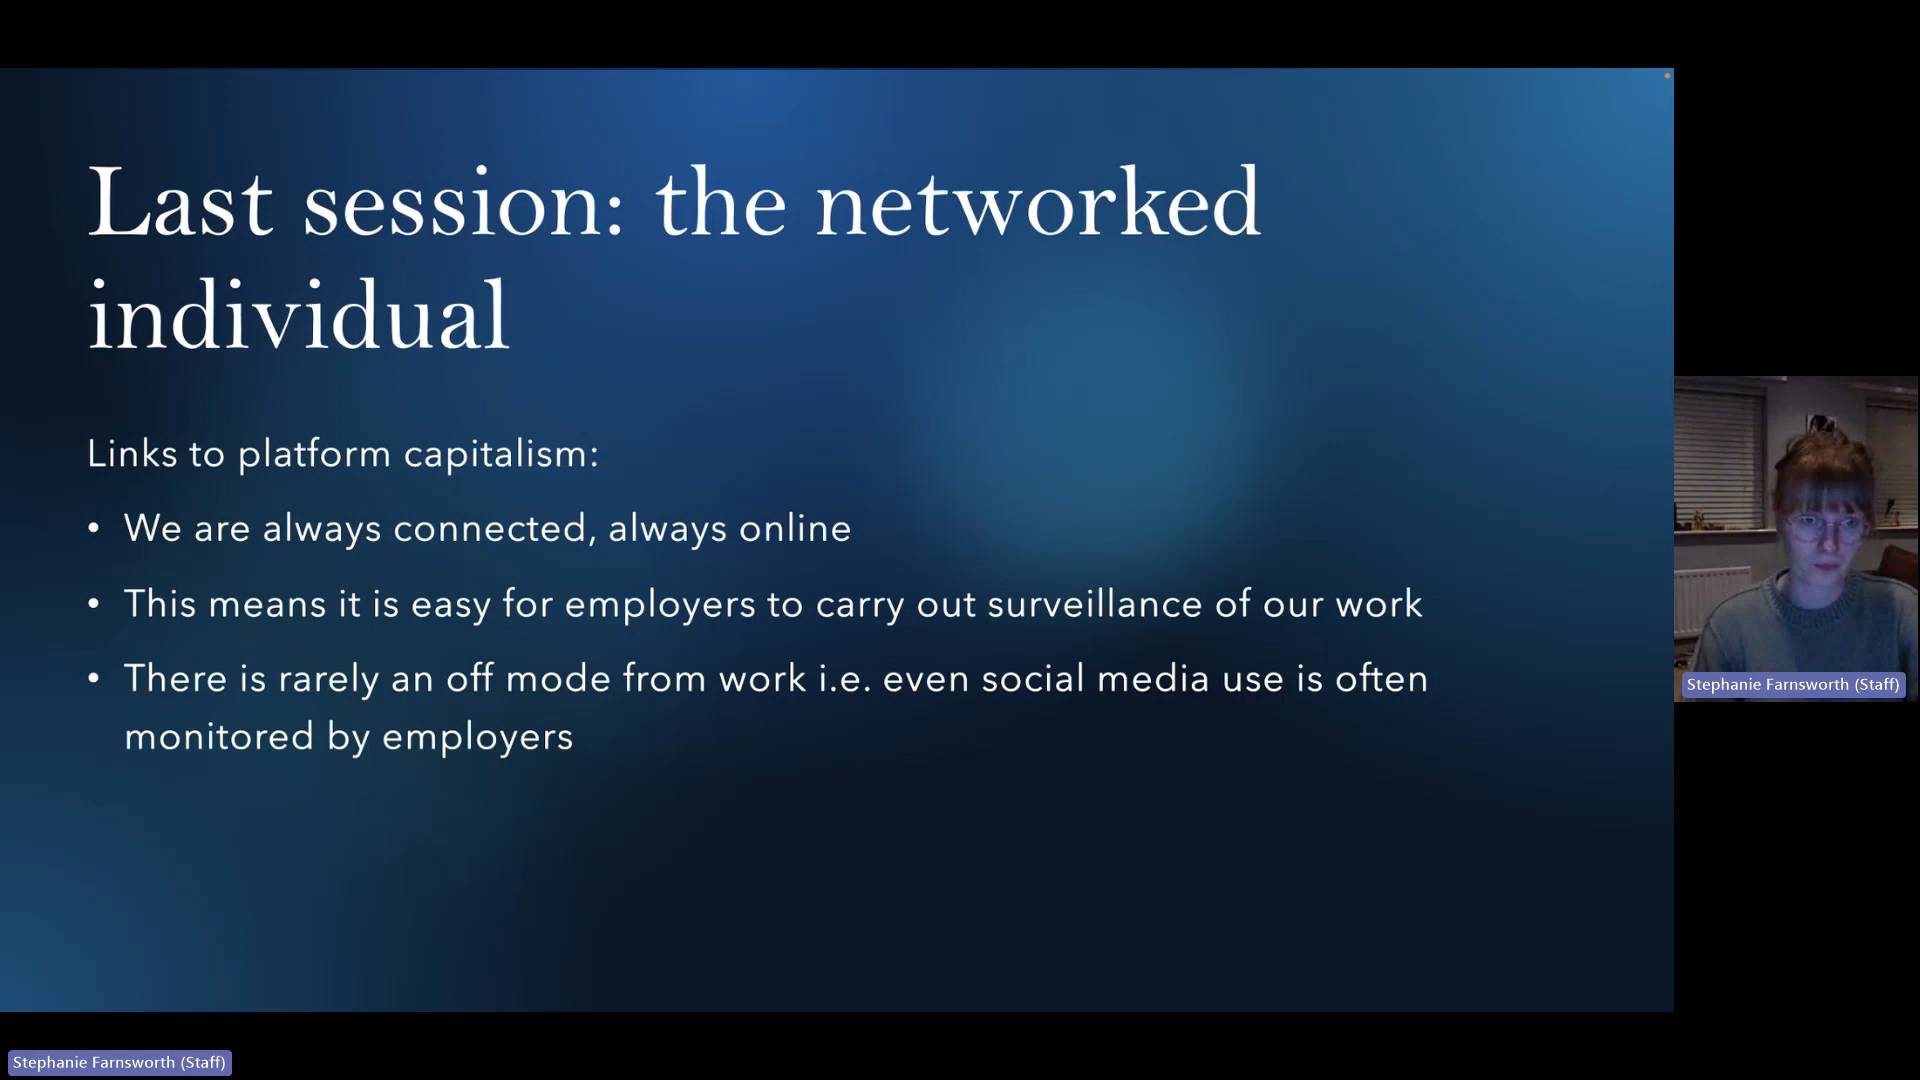 Last session: the networked
individual
Links to platform capitalism:
• We are always connected, always online
• This means it is easy for employers to carry out surveillance of our work
• There is rarely an off mode from work i.e. even social media use is often
monitored by employers
Stephanie Farnsworth (Staff)
Stephanie Farnsworth (Staff)